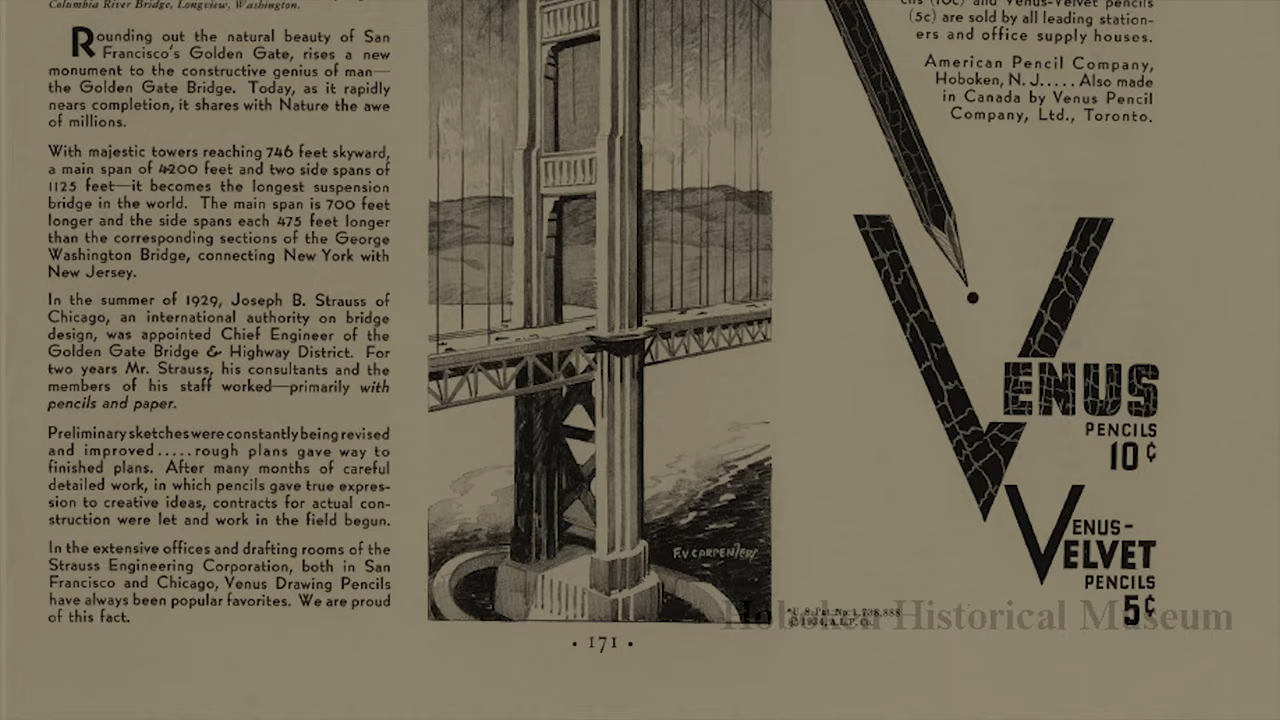 Columbia River Bridge, Longview, Washington.
Rounding out the natural beauty of San
Francisco's Golden Gate, rises a new
monument to the constructive genius of man—
the Golden Gate Bridge. Today, as it rapidly
nears completion, it shares with Nature the awe
of millions.
With majestic towers reaching 746 feet skyward,
a main span of 4200 feet and two side spans of
1125 feet—it becomes the longest suspension
bridge in the world. The main span is 700 feet
longer and the side spans each 475 feet longer
than the corresponding sections of the George
Washington Bridge, connecting New York with
New Jersey.
In the summer of 1929, Joseph B. Strauss of
Chicago, an international authority on bridge
design, was appointed Chief Engineer of the
Golden Gate Bridge & Highway District. For
two years Mr. Strauss, his consultants and the
members of his staff worked—primarily with
pencils and paper.
Preliminary sketches were constantly being revised
and improved.....rough plans gave way to
finished plans. After many months of careful
detailed work, in which pencils gave true expres-
sion to creative ideas, contracts for actual con-
struction were let and work in the field begun.
In the extensive offices and drafting rooms of the
Strauss Engineering Corporation, both in San
Francisco and Chicago, Venus Drawing Pencils
have always been popular favorites. We are proud
of this fact.
F.V. CARPENTER
• 171 •
(10c) and Venus-Velvet pencils
(5c) are sold by all leading station-
ers and office supply houses.
American Pencil Company,
Hoboken, N. J..... Also made
in Canada by Venus Pencil
Company, Ltd., Toronto.
VENUS
PENCILS
10¢
VENUS-
VELVET
PENCILS
5¢
*U. S. Pat. No. 1,738,888
© 1934, A.L.P. Co.
Hoboken Historical Museum